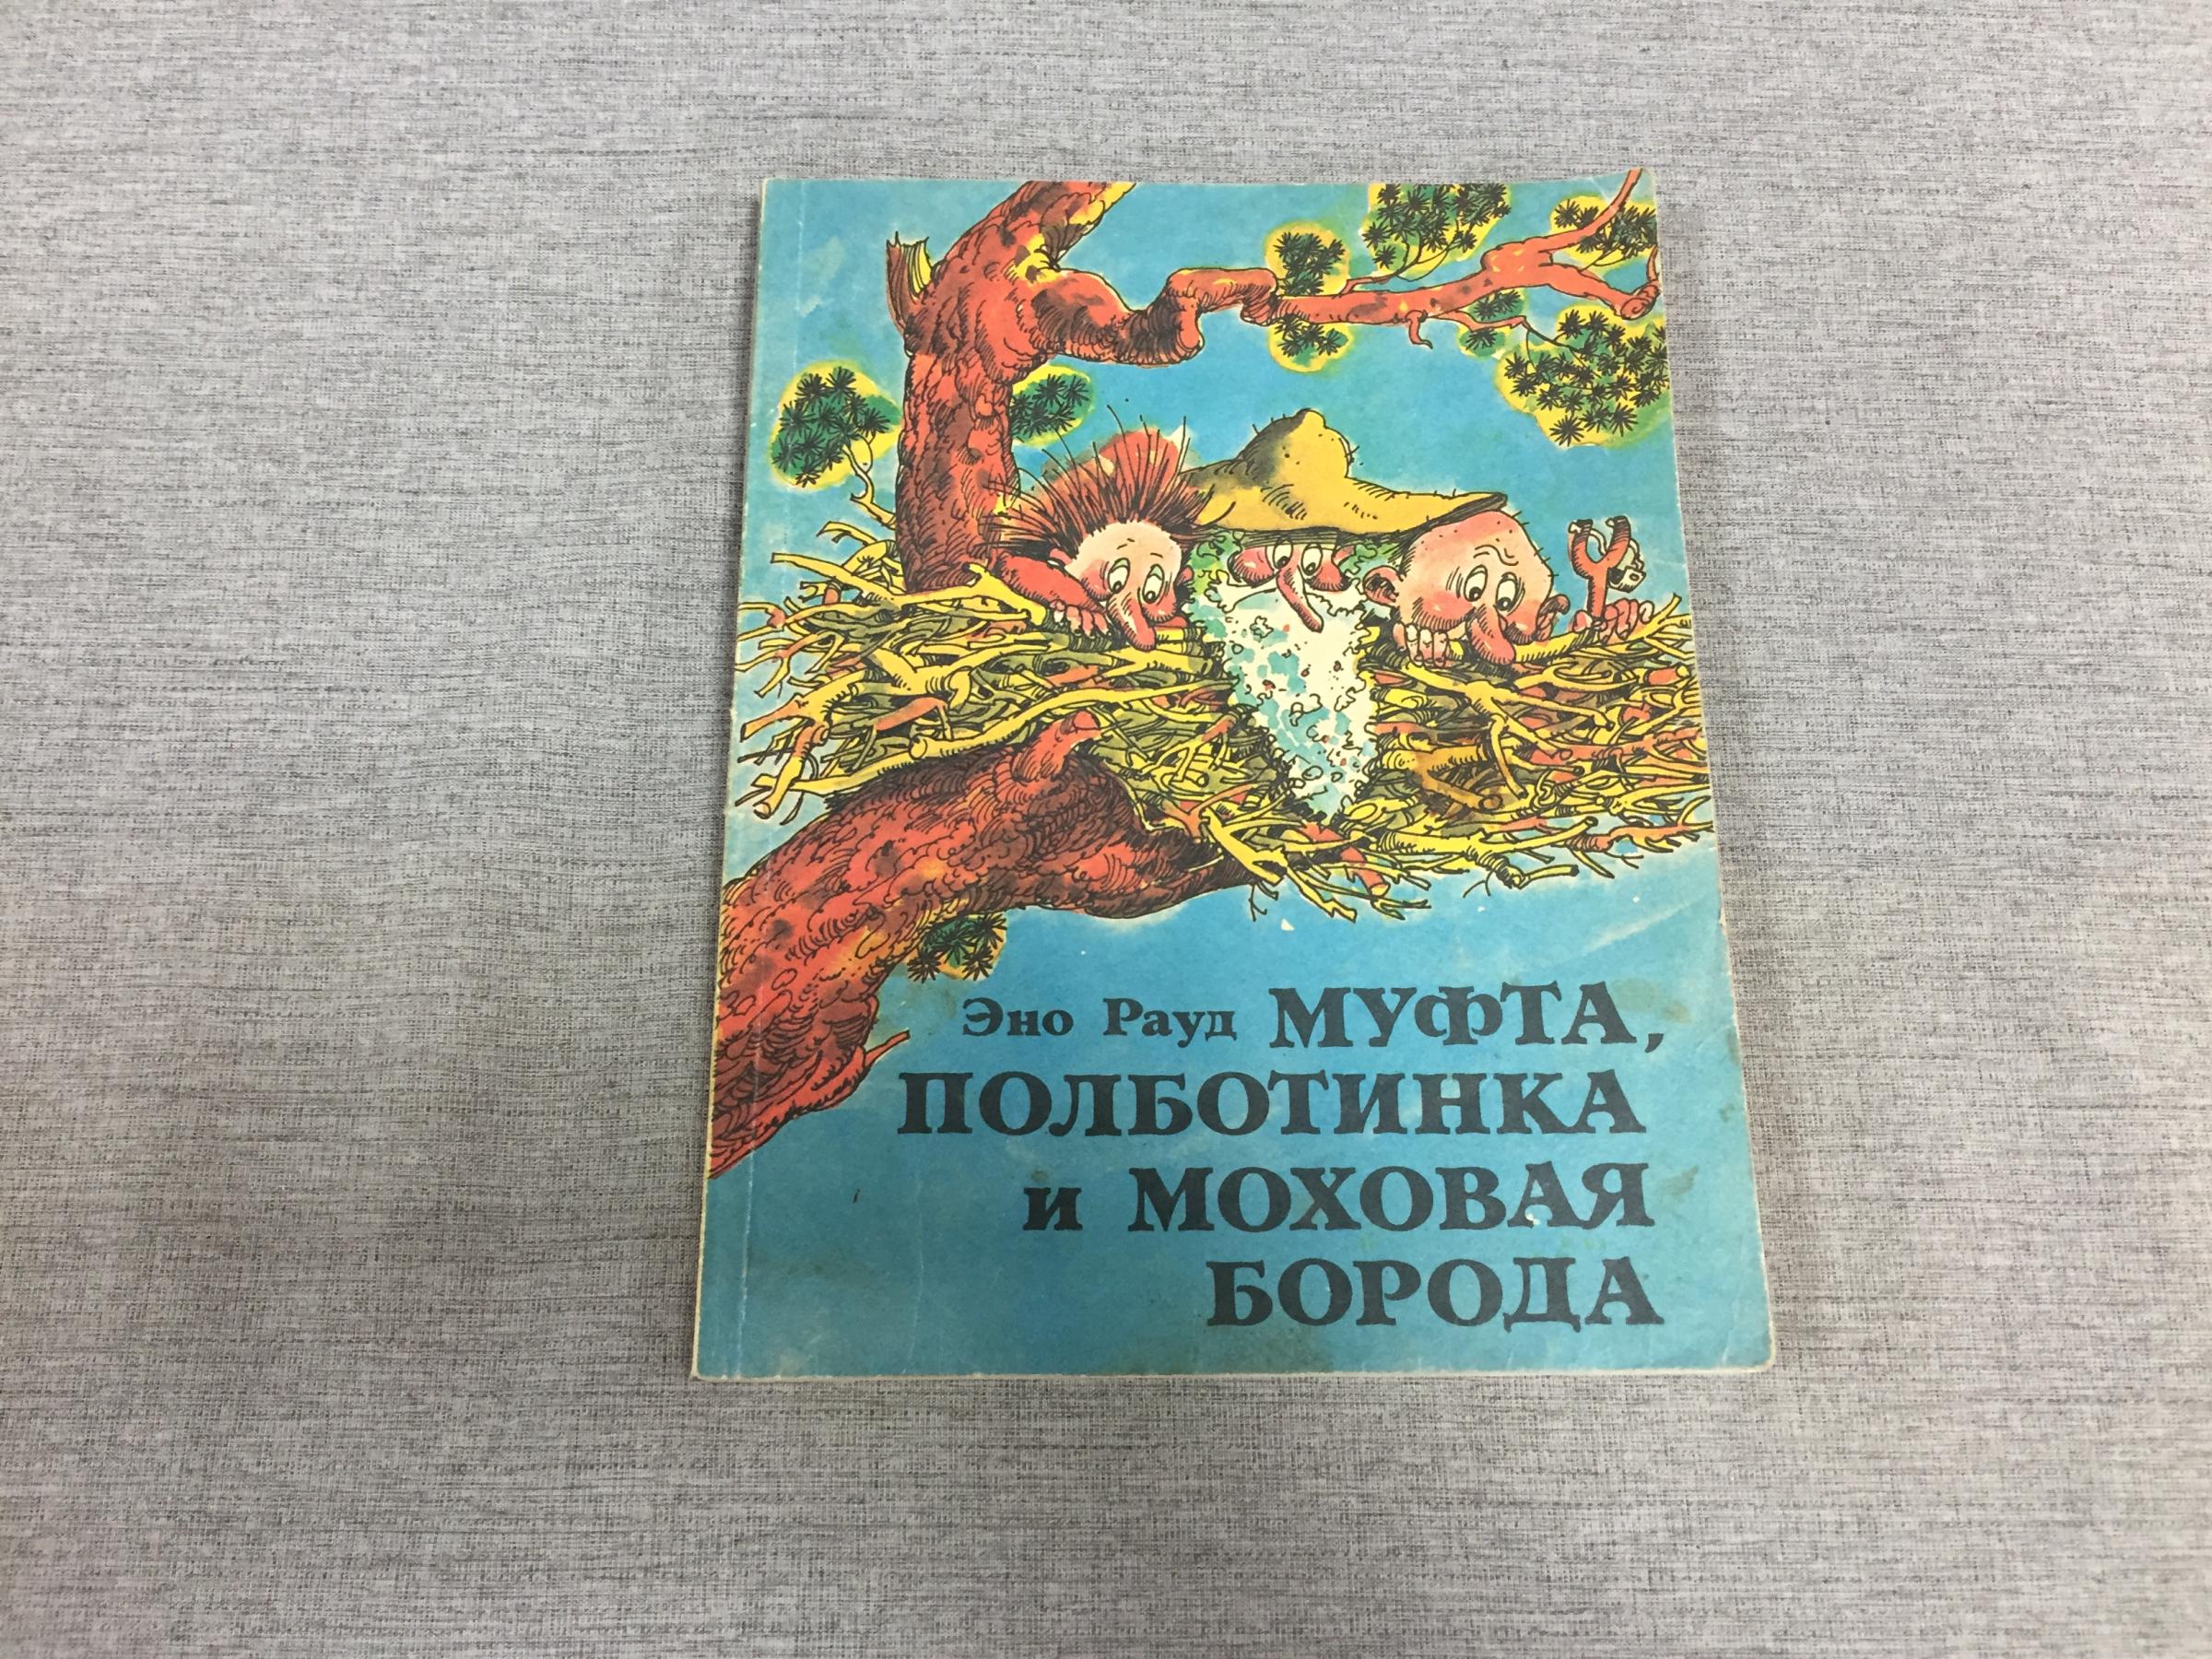 Эно Рауд МУФТА,
ПОЛБОТИНКА
и МОХОВАЯ
БОРОДА